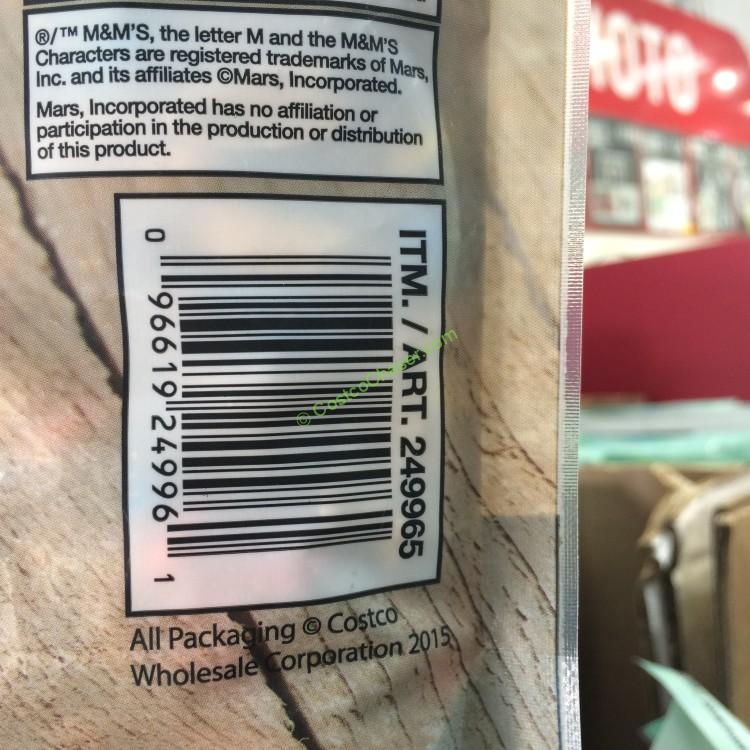 ®/™ M&M'S, the letter M and the M&M'S
Characters are registered trademarks of Mars,
Inc. and its affiliates ©Mars, Incorporated.
Mars, Incorporated has no affiliation or
participation in the production or distribution
of this product.
ITM. / ART. 249965
0 96619 24996 1
© CostcoChaser.com
All Packaging © Costco
Wholesale Corporation 2015
OTO